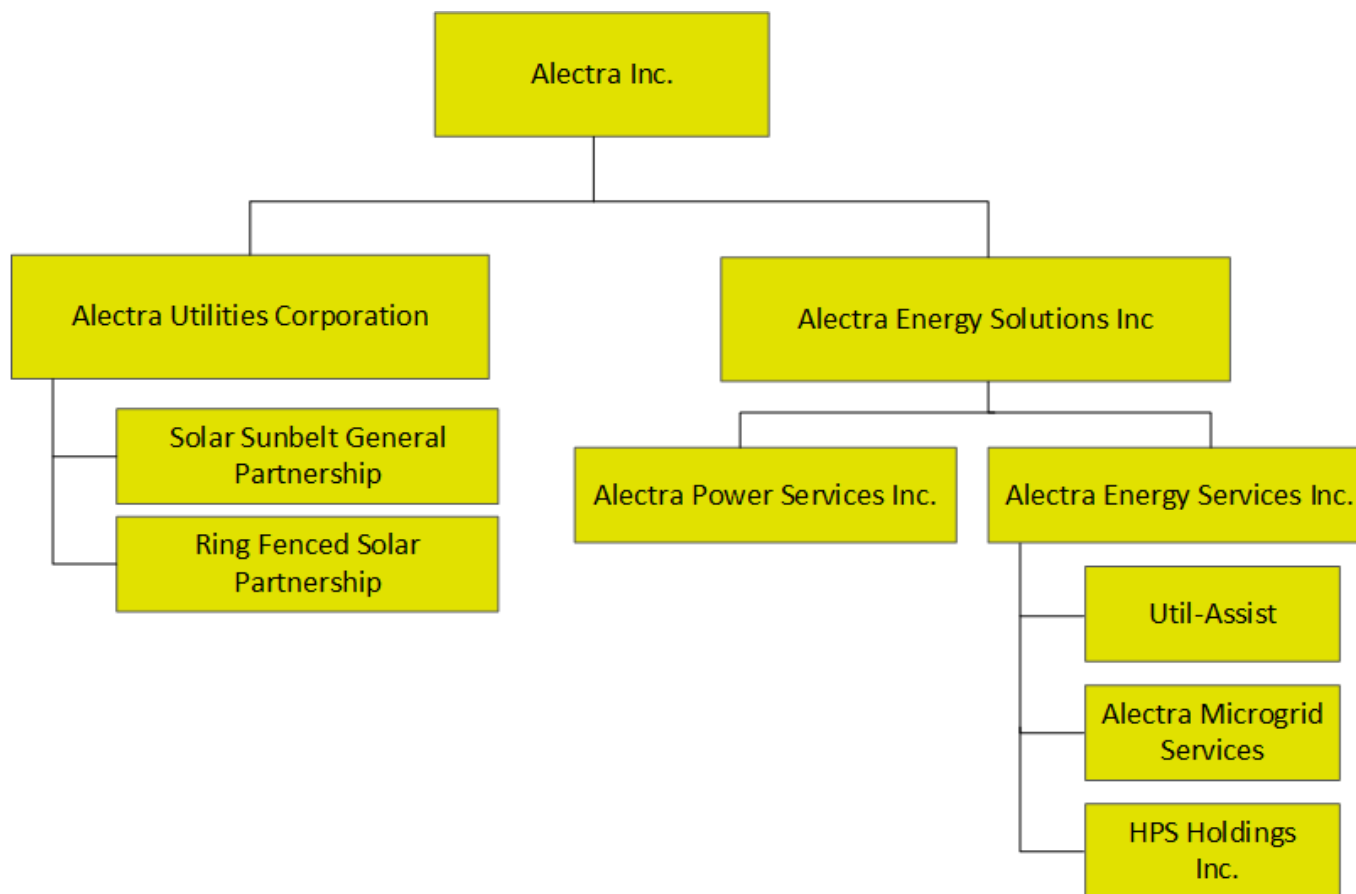 Alectra Inc.
Alectra Utilities Corporation
Alectra Energy Solutions Inc
Solar Sunbelt General
Partnership
Ring Fenced Solar
Partnership
Alectra Power Services Inc.
Alectra Energy Services Inc.
Util-Assist
Alectra Microgrid
Services
HPS Holdings
Inc.